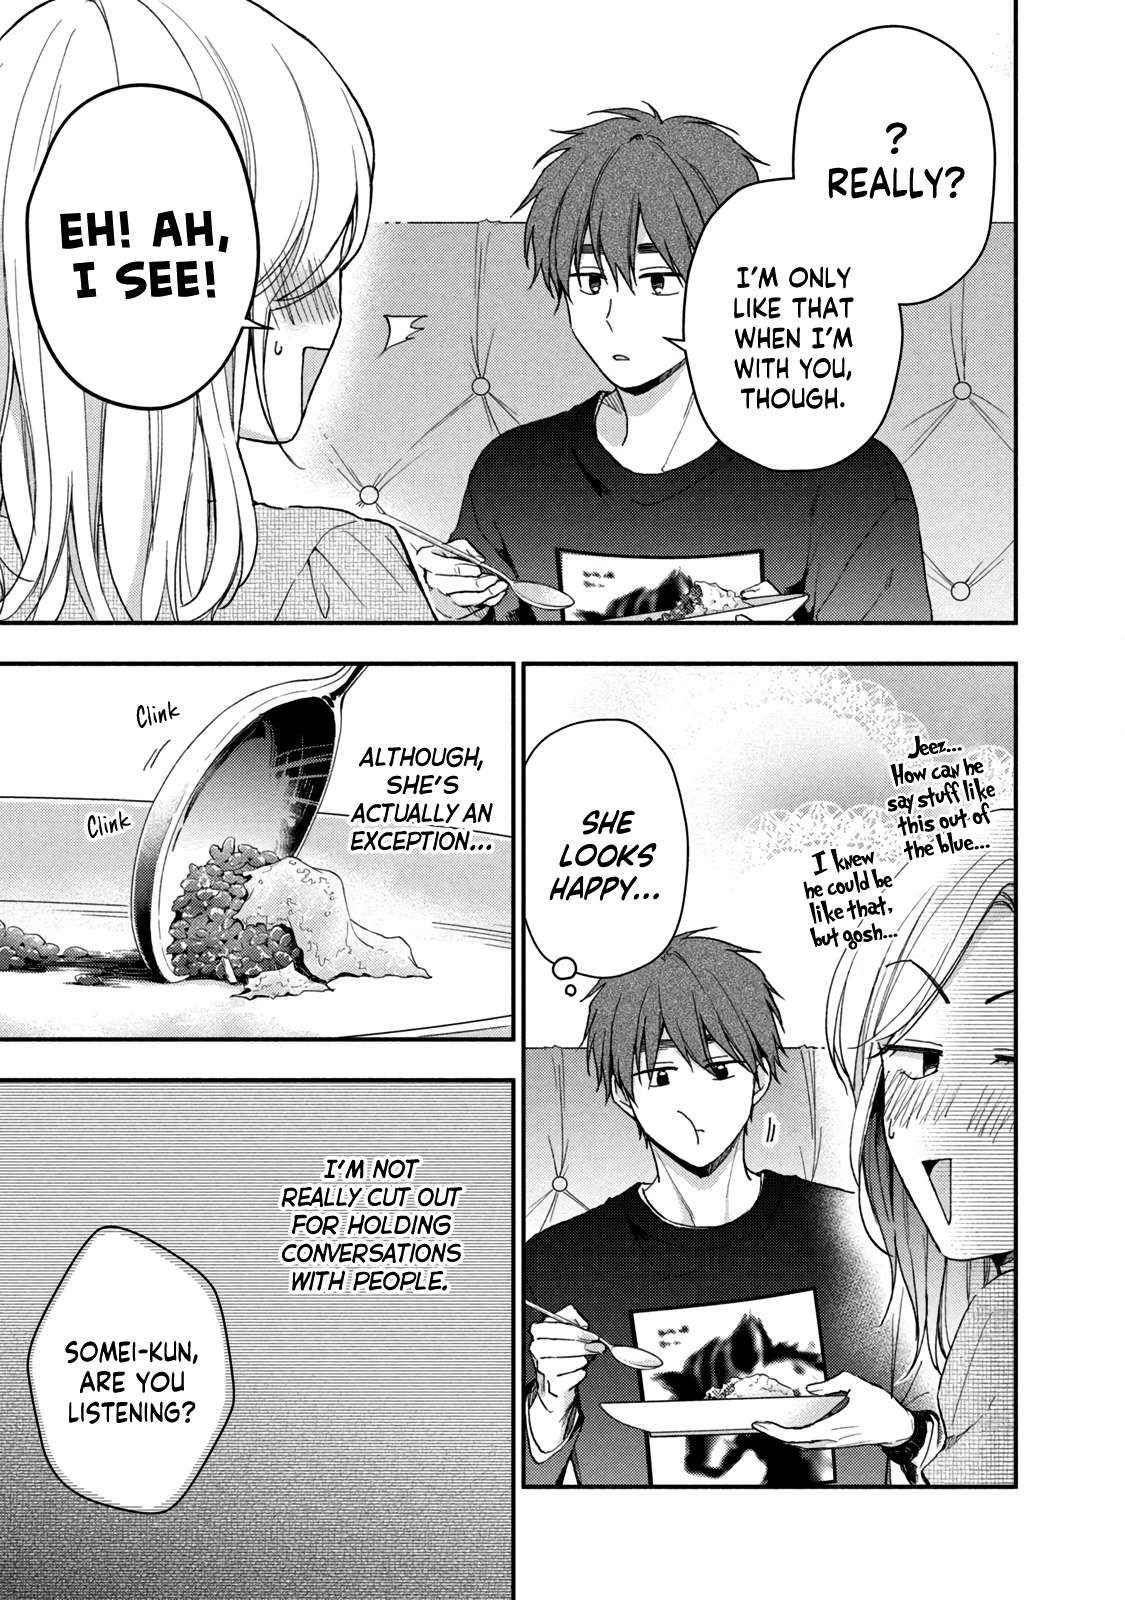 ?
REALLY?
I'M ONLY
LIKE THAT
WHEN I'M
WITH YOU,
THOUGH.
EH! AH,
I SEE!
Jeez...
How can he
say stuff like
this out of
the blue...
I knew
he could be
like that,
but gosh...
SHE
LOOKS
HAPPY...
Clink
Clink
ALTHOUGH,
SHE'S
ACTUALLY AN
EXCEPTION...
I'M NOT
REALLY CUT OUT
FOR HOLDING
CONVERSATIONS
WITH PEOPLE.
SOMEI-KUN,
ARE YOU
LISTENING?